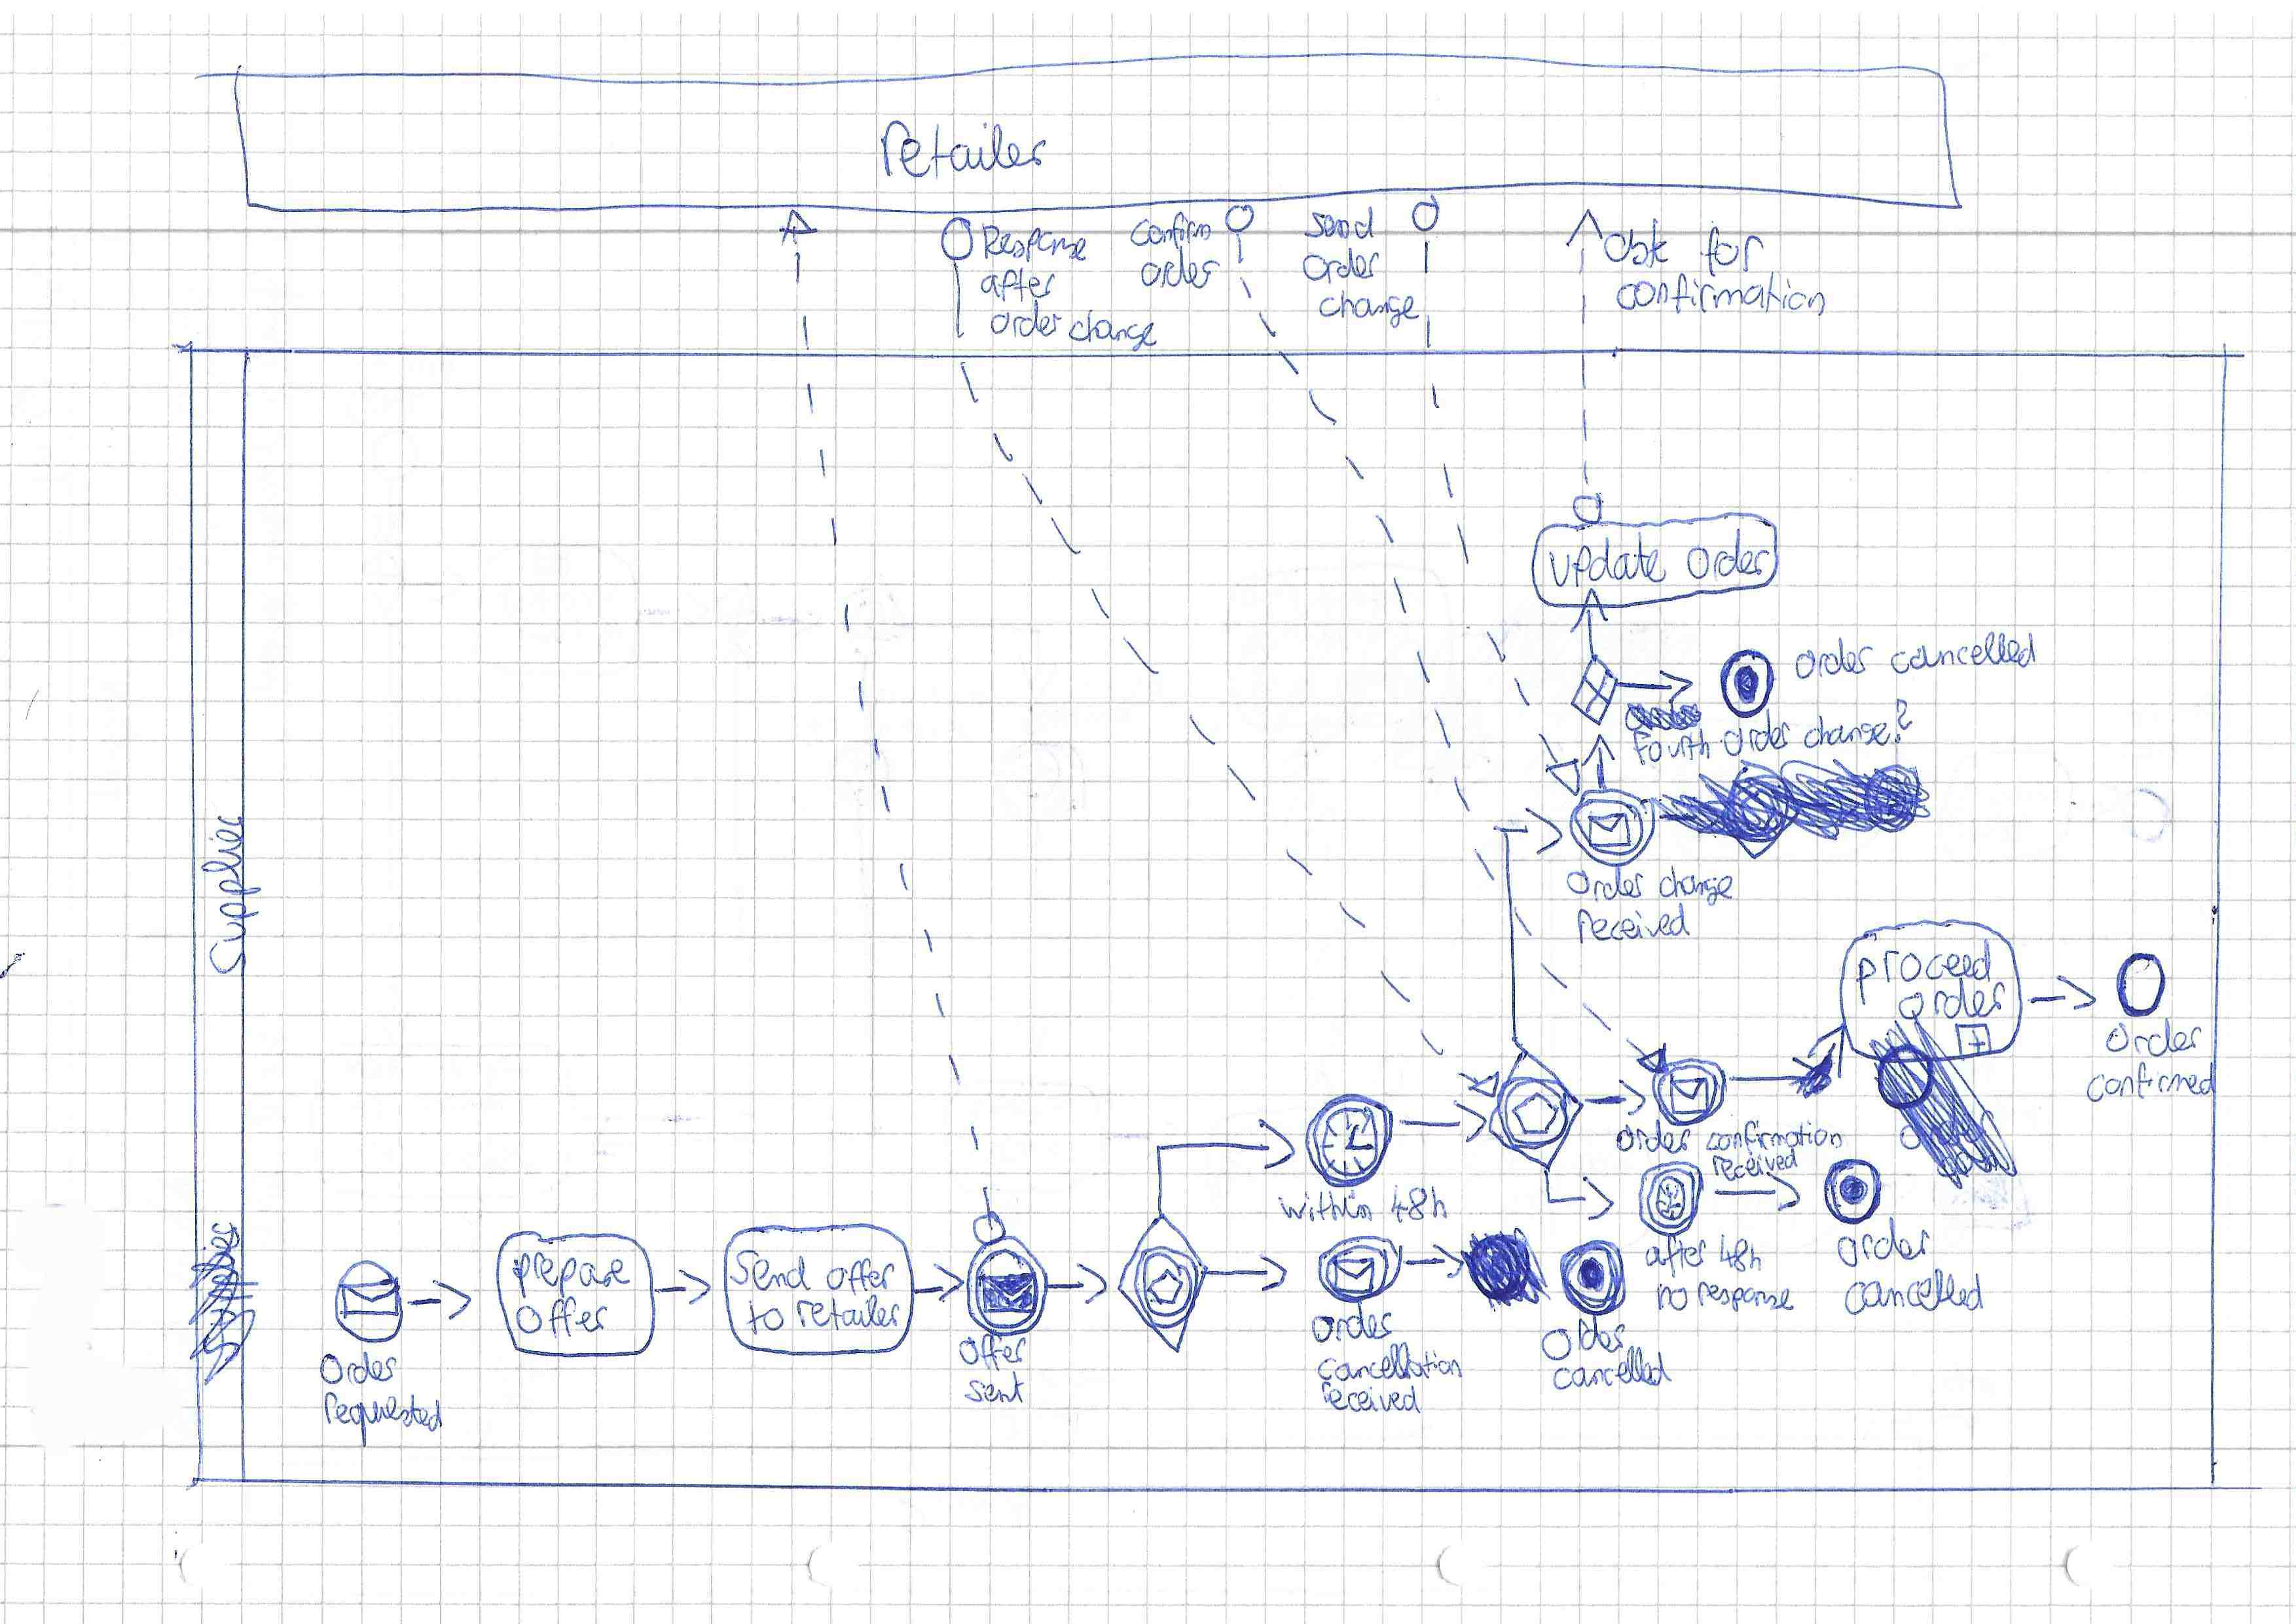 retailer
Response
after
order change
confirm
order
Send
order
change
ask for
confirmation
update order
order cancelled
Fourth order change?
Order change
received
Supplier
proceed
order
order
confirmed
order confirmation
received
within 48h
after 48h
no response
order
cancelled
prepare
offer
Send offer
to retailer
Order
requested
offer
sent
order
cancellation
received
Order
cancelled